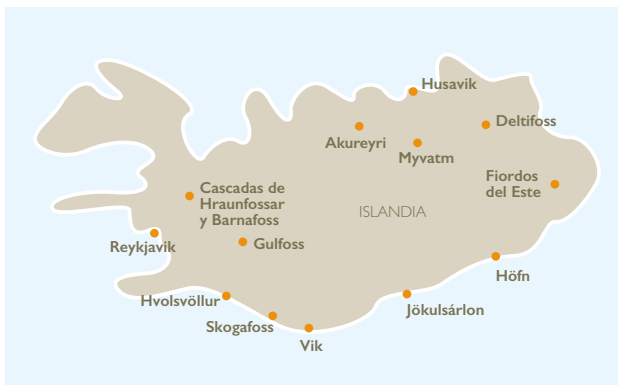 Husavik
Deltifoss
Akureyri
Myvatm
Fiordos
del Este
Cascadas de
Hraunfossar
y Barnafoss
ISLANDIA
Reykjavik
Gulfoss
Höfn
Hvolsvöllur
Jökulsárlon
Skogafoss
Vik